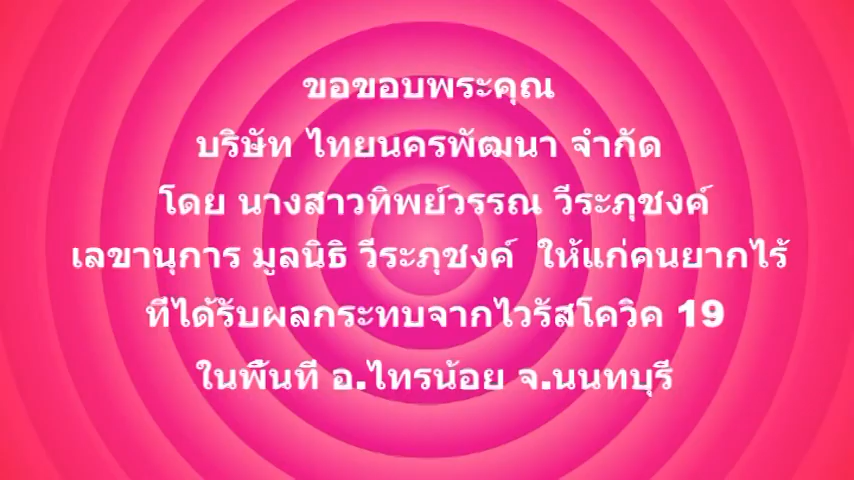 ขอขอบพระคุณ
บริษัท ไทยนครพัฒนา จำกัด
โดย นางสาวทิพย์วรรณ วีระภุชงค์
เลขานุการ มูลนิธิ วีระภุชงค์ ให้แก่คนยากไร้
ที่ได้รับผลกระทบจากไวรัสโควิค 19
ในพื้นที่ อ.ไทรน้อย จ.นนทบุรี